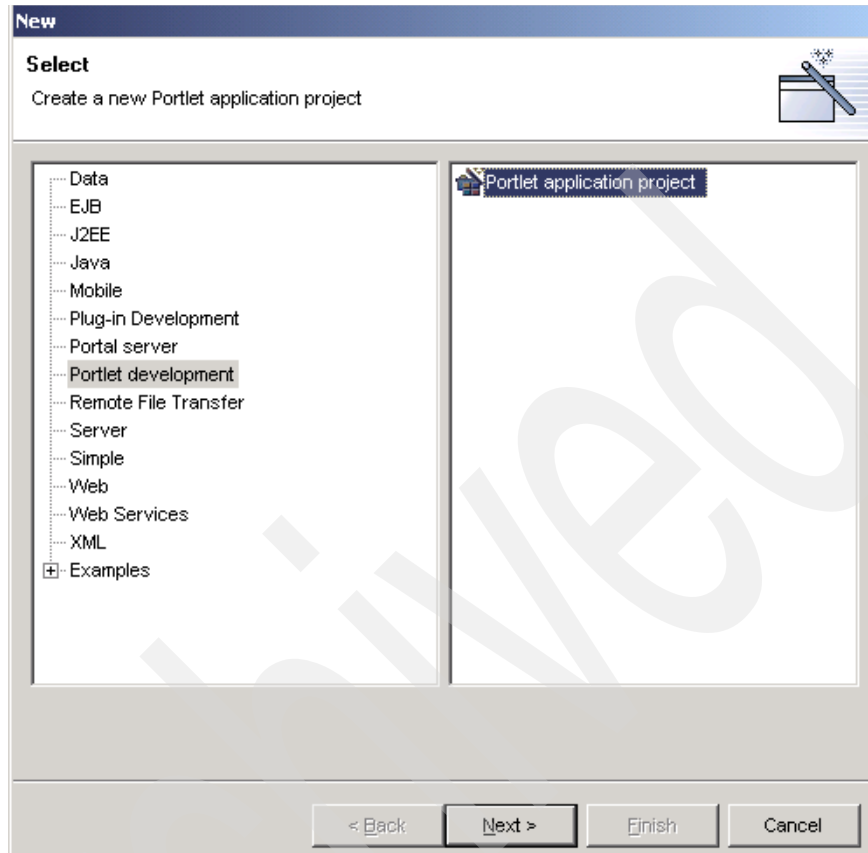 New
Select
Create a new Portlet application project
Data
EJB
J2EE
Java
Mobile
Plug-in Development
Portal server
Portlet development
Remote File Transfer
Server
Simple
Web
Web Services
XML
Examples
Portlet application project
< Back
Next >
Finish
Cancel